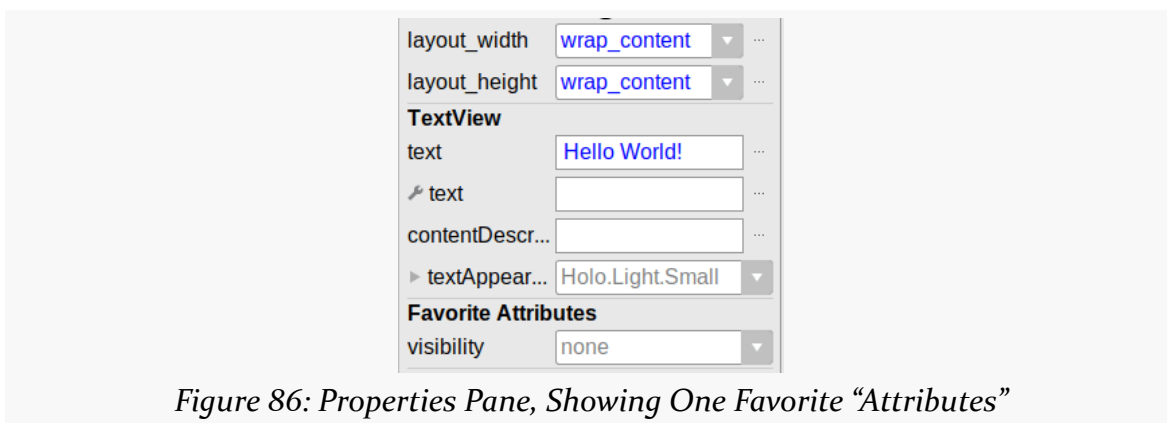 layout_width wrap_content ...
layout_height wrap_content ...
TextView
text Hello World! ...
text ...
contentDescr... ...
textAppear... Holo.Light.Small
Favorite Attributes
visibility none
Figure 86: Properties Pane, Showing One Favorite “Attributes”